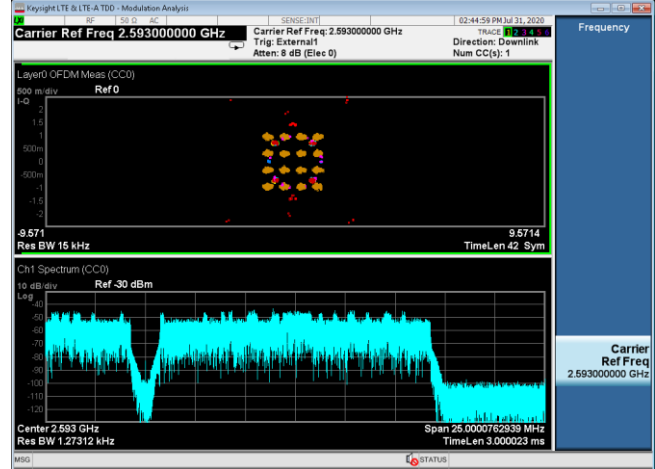 Keysight LTE & LTE-A TDD - Modulation Analysis
LXI
RF 50 Ω AC SENSE:INT 02:44:59 PM Jul 31, 2020
Carrier Ref Freq 2.593000000 GHz
Carrier Ref Freq: 2.593000000 GHz
Trig: External1
Atten: 8 dB (Elec 0)
TRACE 1 2 3 4 5 6
Direction: Downlink
Num CC(s): 1
Frequency
Layer0 OFDM Meas (CC0)
500 m/div Ref 0
I-Q
2
1.5
1
500m
0
-500m
-1
-1.5
-2
-9.571 9.5714
Res BW 15 kHz TimeLen 42 Sym
Ch1 Spectrum (CC0)
10 dB/div Ref -30 dBm
Log
-40
-50
-60
-70
-80
-90
-100
-110
-120
Center 2.593 GHz Span 25.0000762939 MHz
Res BW 1.27312 kHz TimeLen 3.000023 ms
Carrier
Ref Freq
2.593000000 GHz
MSG STATUS